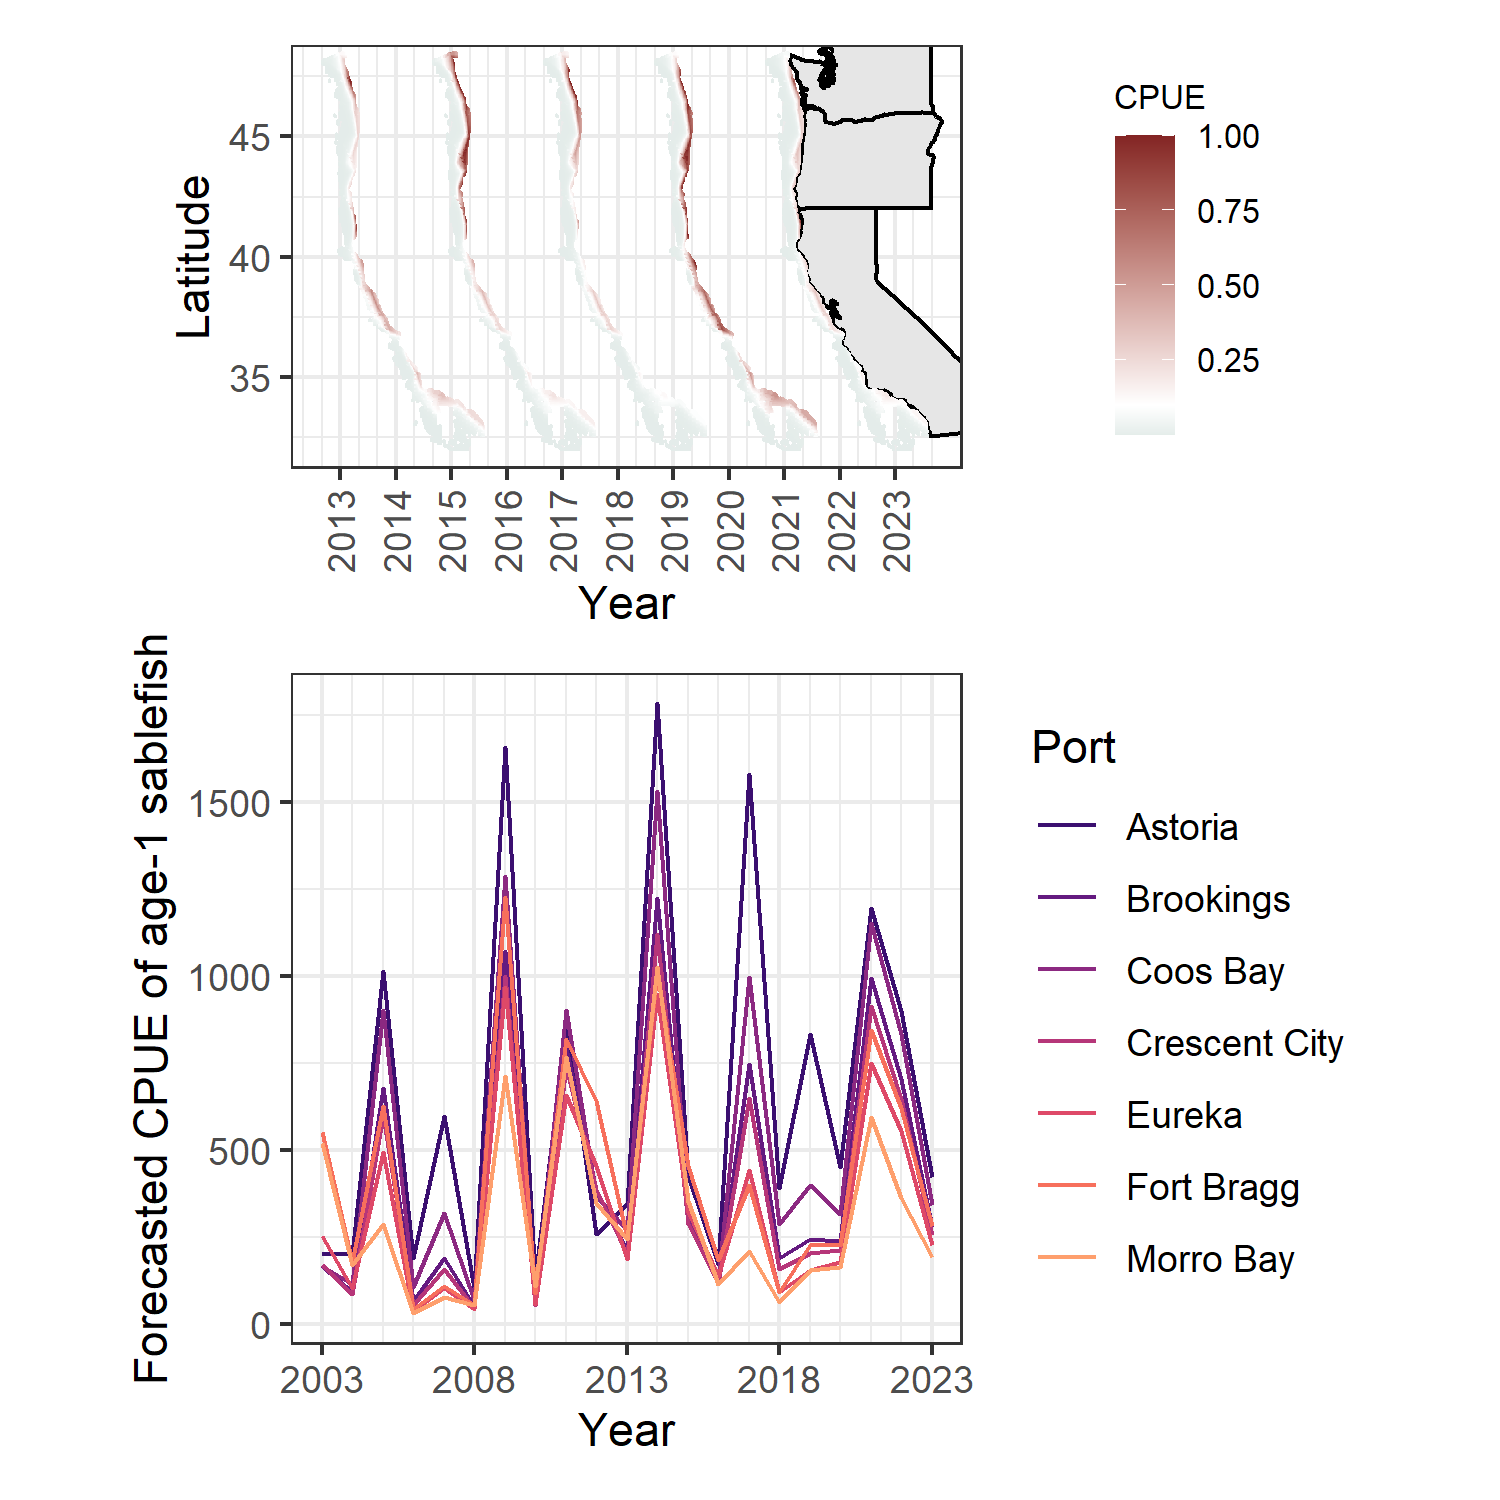 CPUE
1.00
0.75
0.50
0.25
Latitude
45
40
35
2013
2014
2015
2016
2017
2018
2019
2020
2021
2022
2023
Year
Forecasted CPUE of age-1 sablefish
1500
1000
500
0
2003
2008
2013
2018
2023
Year
Port
Astoria
Brookings
Coos Bay
Crescent City
Eureka
Fort Bragg
Morro Bay